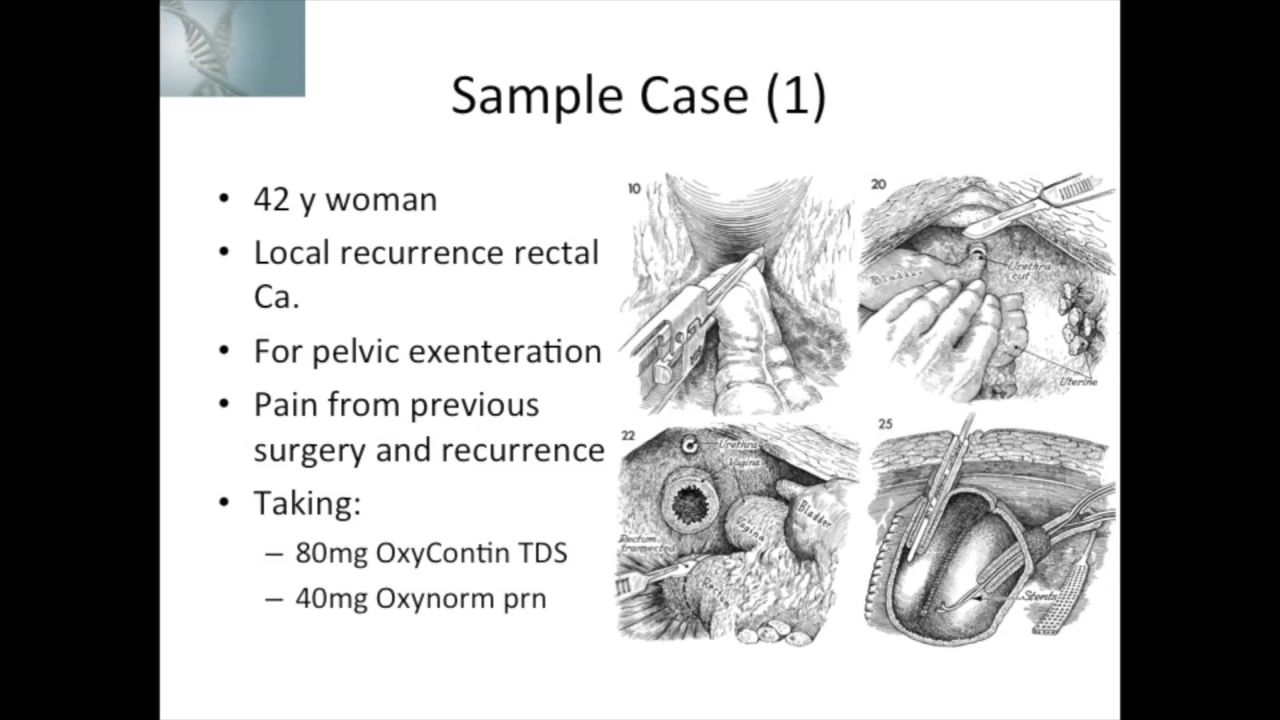 Sample Case (1)
• 42 y woman
• Local recurrence rectal
Ca.
• For pelvic exenteration
• Pain from previous
surgery and recurrence
• Taking:
– 80mg OxyContin TDS
– 40mg Oxynorm prn
10
20
Bladder
Urethra
cut
Uterine
22
Urethra
Vagina
Vagina
Bladder
Rectum
transected
Rectum
25
Stents